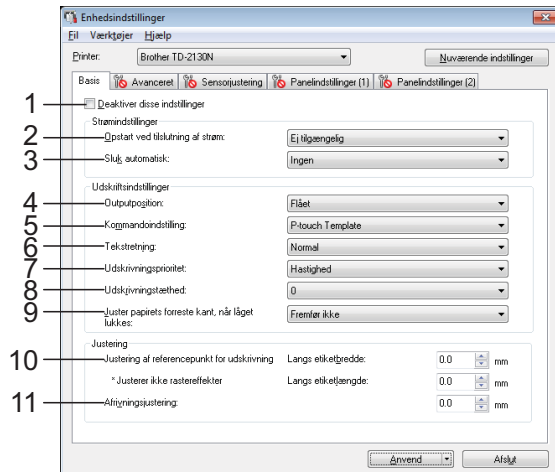 Enhedsindstillinger
Fil Værktøjer Hjælp
Printer: Brother TD-2130N Nuværende indstillinger
Basis Avanceret Sensorjustering Panelindstillinger (1) Panelindstillinger (2)
1 Deaktiver disse indstillinger
Strømindstillinger
2 Opstart ved tilslutning af strøm: Ej tilgængelig
3 Sluk automatisk: Ingen
Udskriftsindstillinger
4 Outputposition: Flået
5 Kommandoindstilling: P-touch Template
6 Tekstretning: Normal
7 Udskrivningsprioritet: Hastighed
8 Udskrivningstæthed: 0
9 Juster papirets forreste kant, når låget lukkes: Fremfør ikke
Justering
10 Justering af referencepunkt for udskrivning Langs etiketbredde: 0.0 mm
* Justerer ikke rastereffekter Langs etiketlængde: 0.0 mm
11 Afrivningsjustering: 0.0 mm
Anvend Afslut